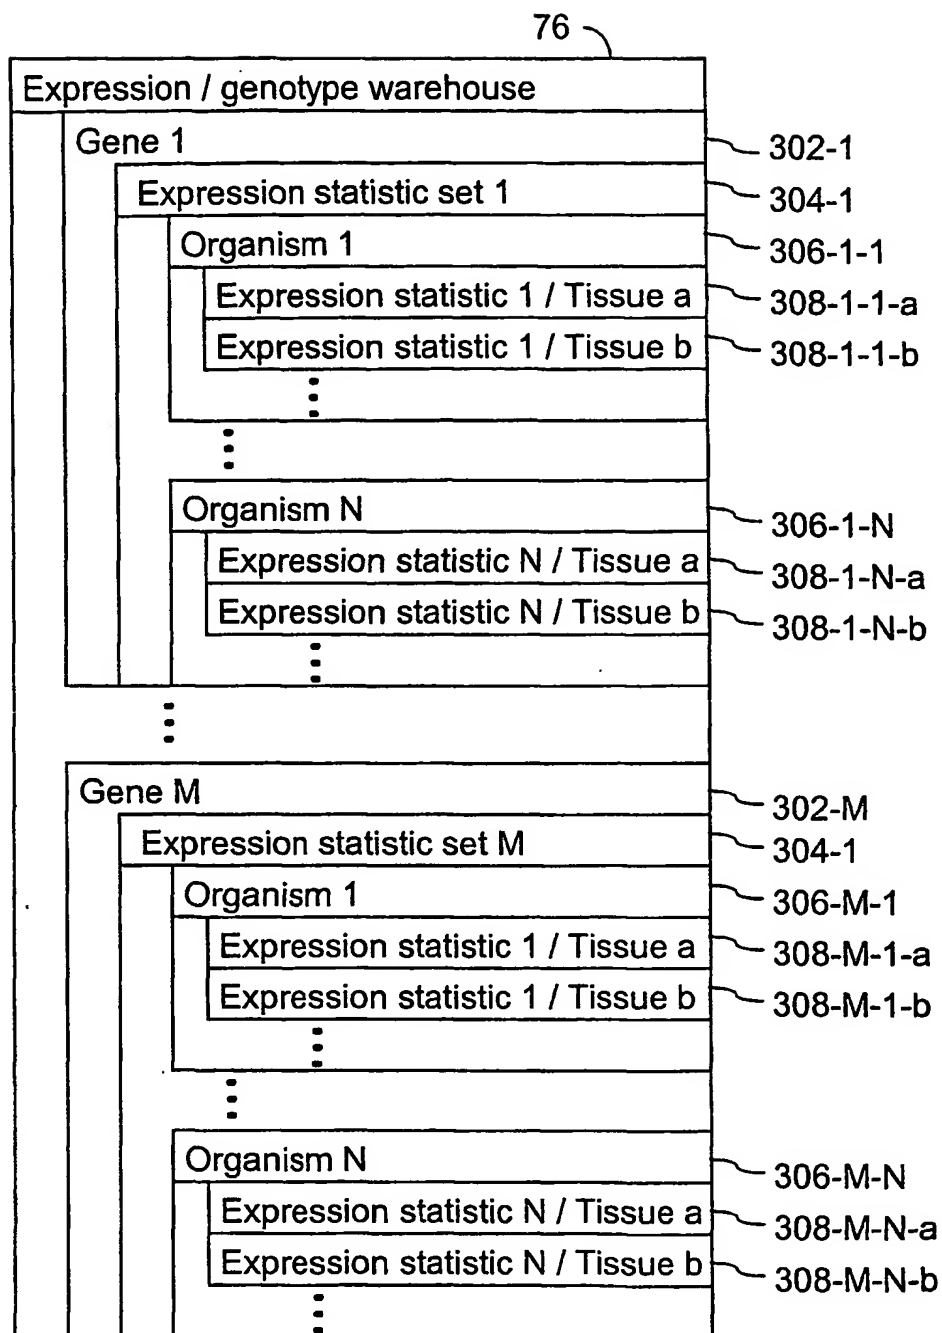 76
Expression / genotype warehouse
Gene 1
302-1
Expression statistic set 1
304-1
Organism 1
306-1-1
Expression statistic 1 / Tissue a
308-1-1-a
Expression statistic 1 / Tissue b
308-1-1-b
Organism N
306-1-N
Expression statistic N / Tissue a
308-1-N-a
Expression statistic N / Tissue b
308-1-N-b
Gene M
302-M
Expression statistic set M
304-1
Organism 1
306-M-1
Expression statistic 1 / Tissue a
308-M-1-a
Expression statistic 1 / Tissue b
308-M-1-b
Organism N
306-M-N
Expression statistic N / Tissue a
308-M-N-a
Expression statistic N / Tissue b
308-M-N-b